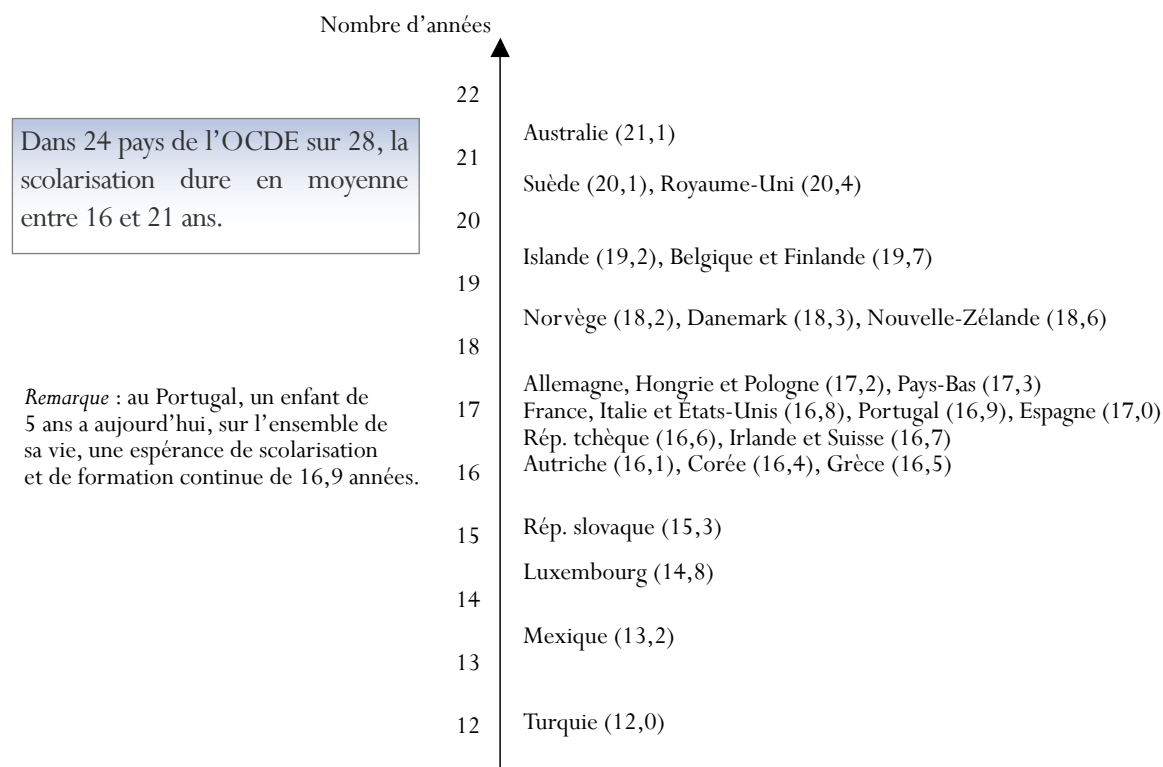 Nombre d'années
22
Australie (21,1)
Dans 24 pays de l'OCDE sur 28, la
scolarisation dure en moyenne
entre 16 et 21 ans.
21
Suède (20,1), Royaume-Uni (20,4)
20
Islande (19,2), Belgique et Finlande (19,7)
19
Norvège (18,2), Danemark (18,3), Nouvelle-Zélande (18,6)
18
Allemagne, Hongrie et Pologne (17,2), Pays-Bas (17,3)
Remarque : au Portugal, un enfant de
5 ans a aujourd'hui, sur l'ensemble de
sa vie, une espérance de scolarisation
et de formation continue de 16,9 années.
17
France, Italie et États-Unis (16,8), Portugal (16,9), Espagne (17,0)
Rép. tchèque (16,6), Irlande et Suisse (16,7)
Autriche (16,1), Corée (16,4), Grèce (16,5)
16
Rép. slovaque (15,3)
15
Luxembourg (14,8)
14
Mexique (13,2)
13
Turquie (12,0)
12